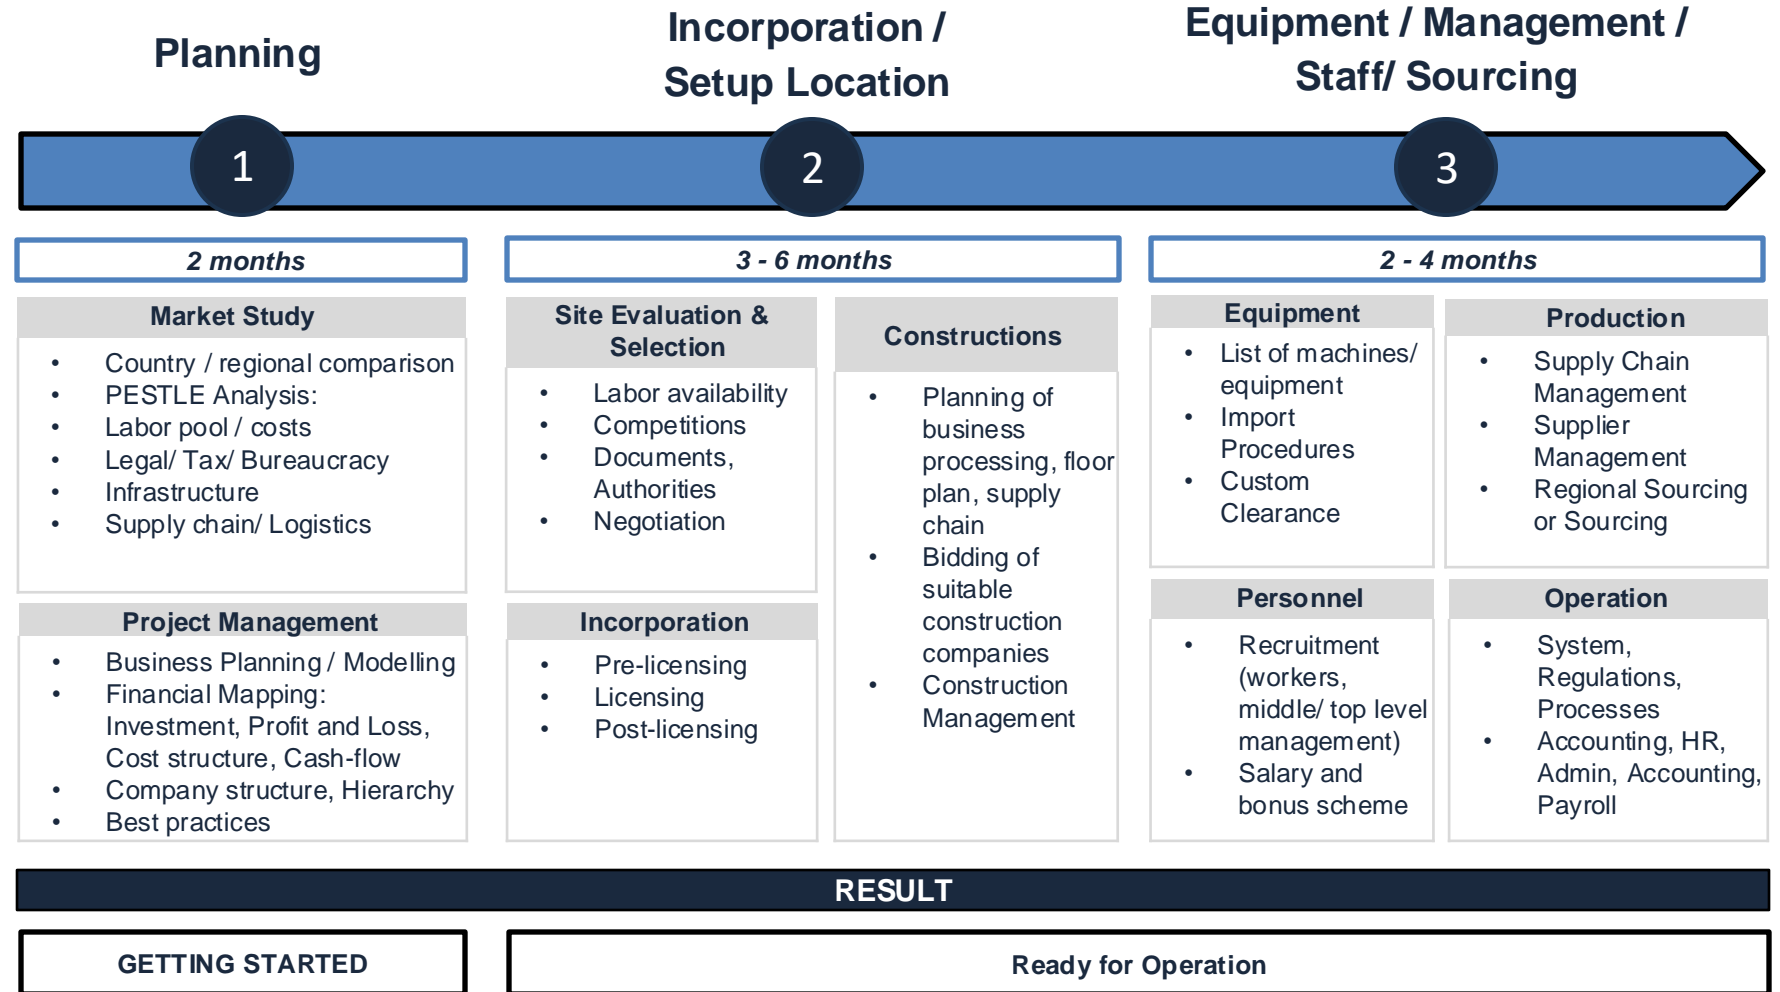 Planning
Incorporation /
Setup Location
Equipment / Management /
Staff/ Sourcing
1
2
3
2 months
3 - 6 months
2 - 4 months
Market Study
• Country / regional comparison
• PESTLE Analysis:
• Labor pool / costs
• Legal/ Tax/ Bureaucracy
• Infrastructure
• Supply chain/ Logistics
Project Management
• Business Planning / Modelling
• Financial Mapping:
Investment, Profit and Loss,
Cost structure, Cash-flow
• Company structure, Hierarchy
• Best practices
Site Evaluation &
Selection
• Labor availability
• Competitions
• Documents,
Authorities
• Negotiation
Incorporation
• Pre-licensing
• Licensing
• Post-licensing
Constructions
• Planning of
business
processing, floor
plan, supply
chain
• Bidding of
suitable
construction
companies
• Construction
Management
Equipment
• List of machines/
equipment
• Import
Procedures
• Custom
Clearance
Production
• Supply Chain
Management
• Supplier
Management
• Regional Sourcing
or Sourcing
Personnel
• Recruitment
(workers,
middle/ top level
management)
• Salary and
bonus scheme
Operation
• System,
Regulations,
Processes
• Accounting, HR,
Admin, Accounting,
Payroll
RESULT
GETTING STARTED
Ready for Operation